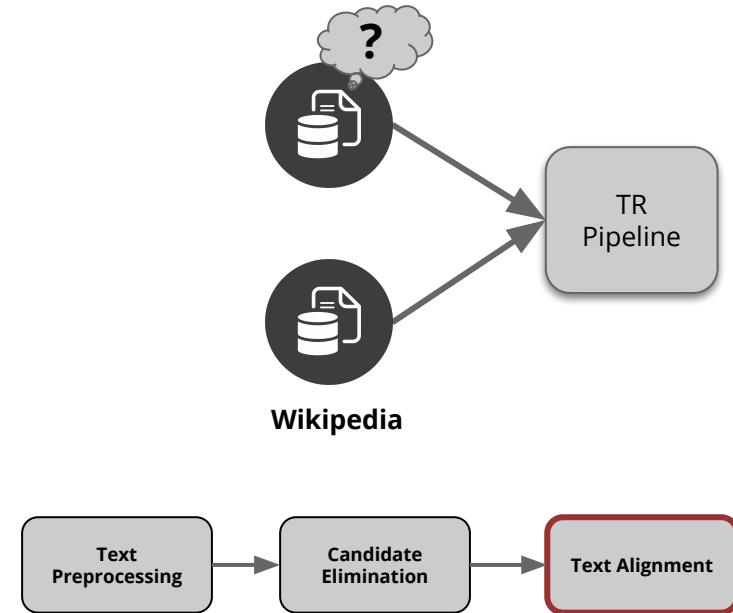 ?
TR
Pipeline
Wikipedia
Text
Preprocessing
Candidate
Elimination
Text Alignment